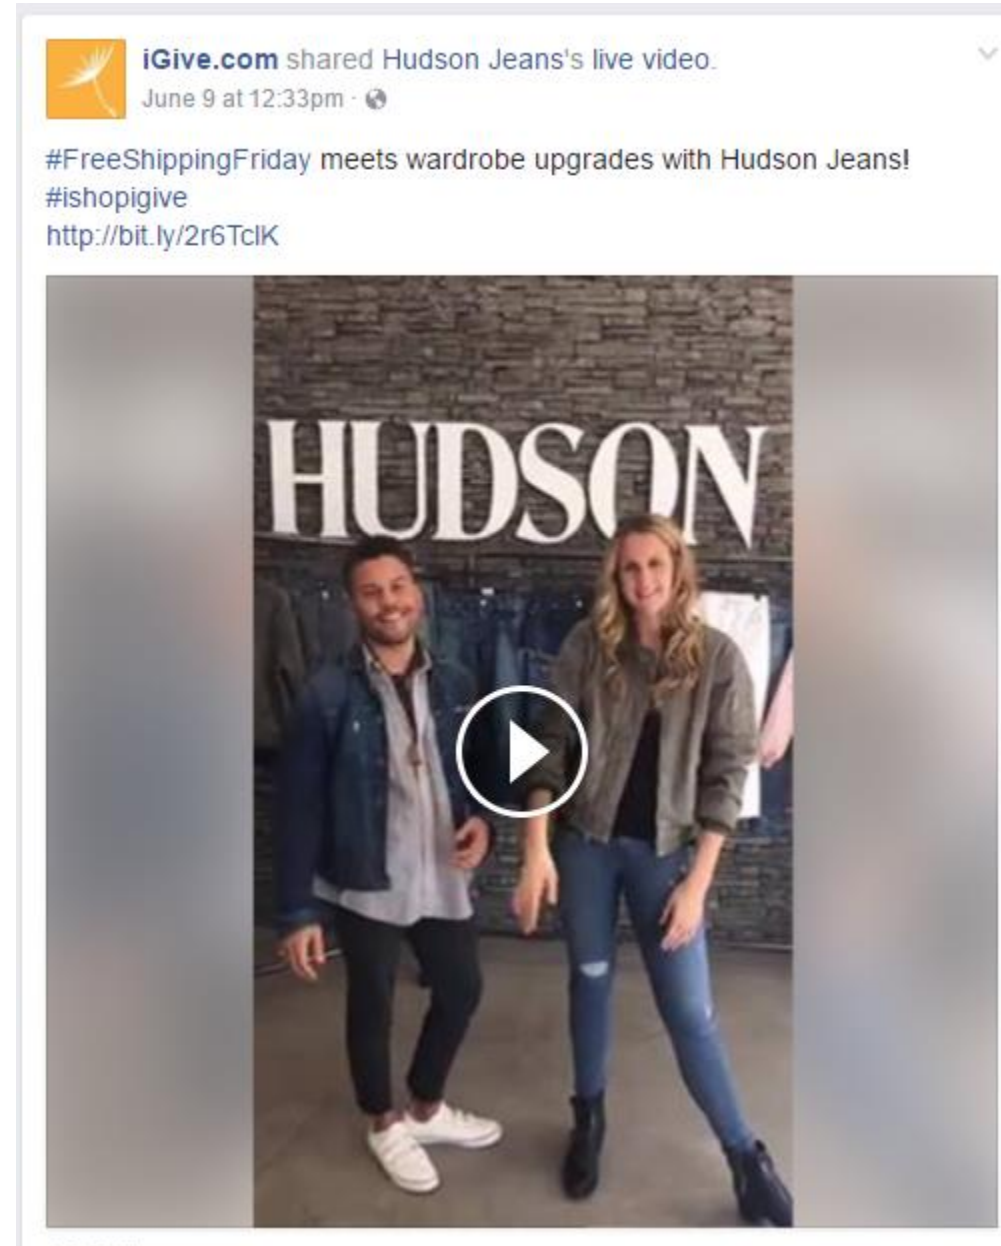 iGive.com shared Hudson Jeans's live video.
June 9 at 12:33pm ·
#FreeShippingFriday meets wardrobe upgrades with Hudson Jeans!
#ishopigive
http://bit.ly/2r6TclK
HUDSON